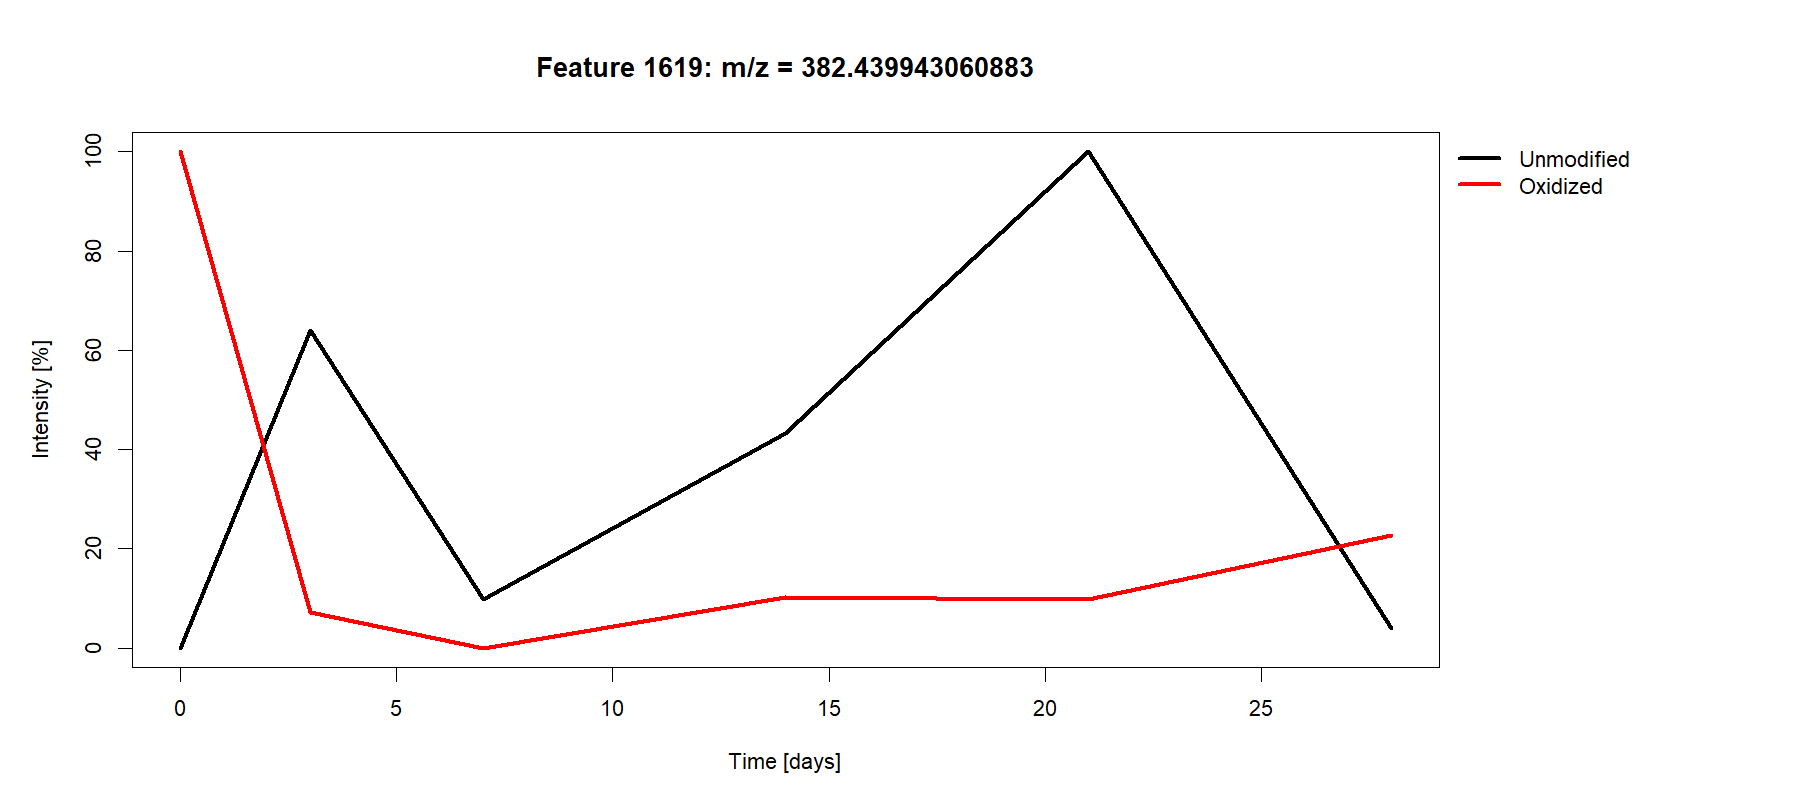 Feature 1619: m/z = 382.439943060883
Unmodified
Oxidized
Intensity [%]
100
80
60
40
20
0
0 5 10 15 20 25
Time [days]